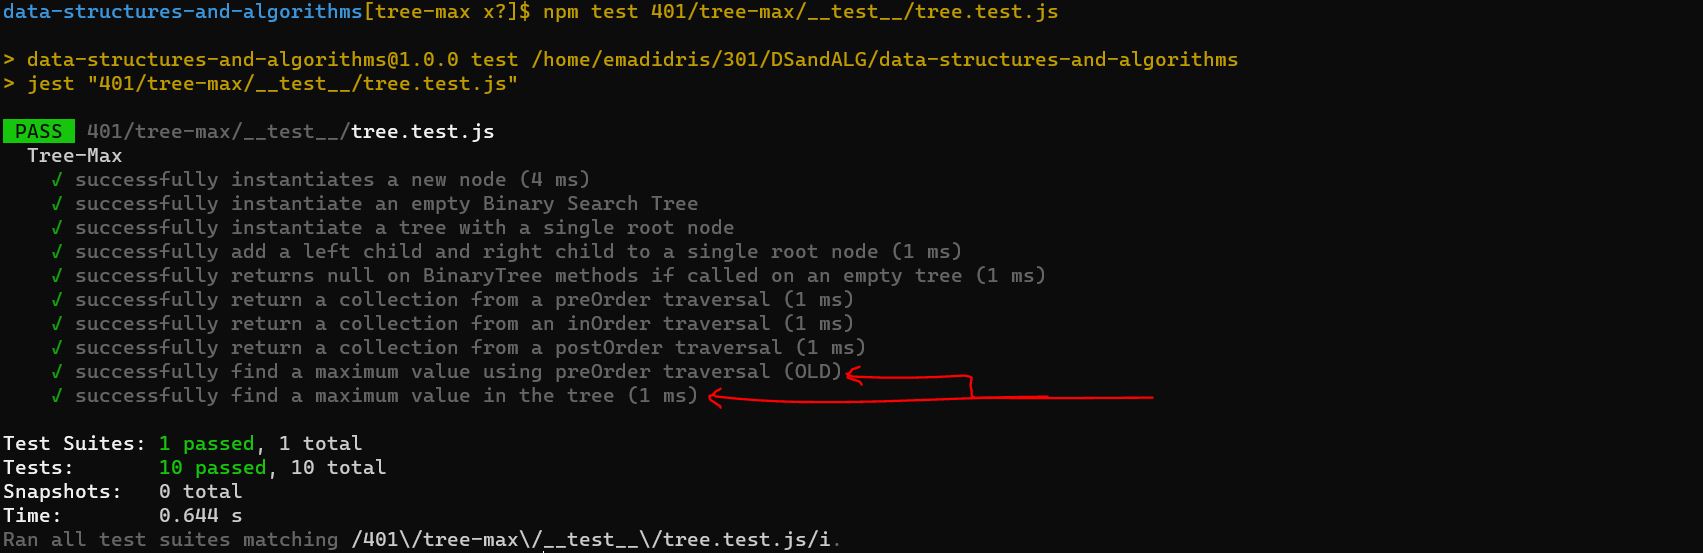 data-structures-and-algorithms[tree-max x?]$ npm test 401/tree-max/__test__/tree.test.js
> data-structures-and-algorithms@1.0.0 test /home/emadidris/301/DSandALG/data-structures-and-algorithms
> jest "401/tree-max/__test__/tree.test.js"
PASS 401/tree-max/__test__/tree.test.js
Tree-Max
√ successfully instantiates a new node (4 ms)
√ successfully instantiate an empty Binary Search Tree
√ successfully instantiate a tree with a single root node
√ successfully add a left child and right child to a single root node (1 ms)
√ successfully returns null on BinaryTree methods if called on an empty tree (1 ms)
√ successfully return a collection from a preOrder traversal (1 ms)
√ successfully return a collection from an inOrder traversal (1 ms)
√ successfully return a collection from a postOrder traversal (1 ms)
√ successfully find a maximum value using preOrder traversal (OLD)
√ successfully find a maximum value in the tree (1 ms)
Test Suites: 1 passed, 1 total
Tests: 10 passed, 10 total
Snapshots: 0 total
Time: 0.644 s
Ran all test suites matching /401\/tree-max\/__test__\/tree.test.js/i.